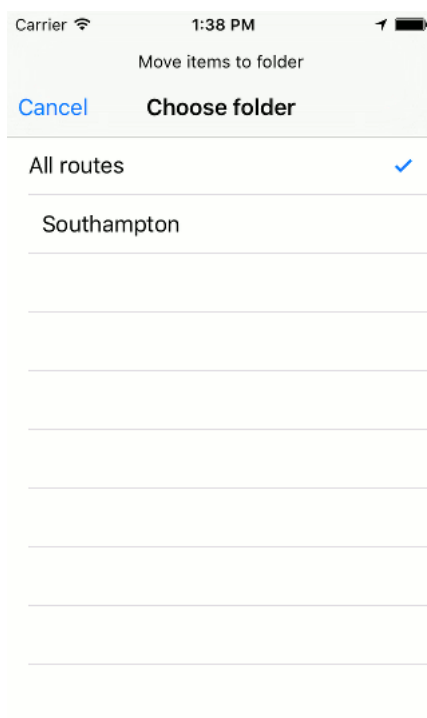 Carrier 1:38 PM
Move items to folder
Cancel Choose folder
All routes
Southampton